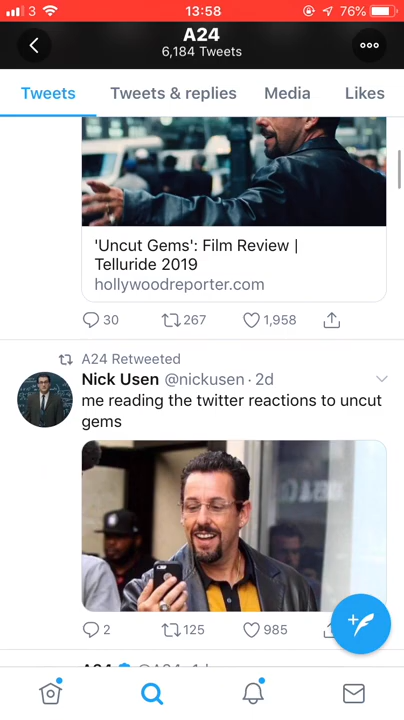 3 13:58 76%
A24
6,184 Tweets
Tweets Tweets & replies Media Likes
'Uncut Gems': Film Review |
Telluride 2019
hollywoodreporter.com
30 267 1,958
A24 Retweeted
Nick Usen @nickusen · 2d
me reading the twitter reactions to uncut
gems
2 125 985